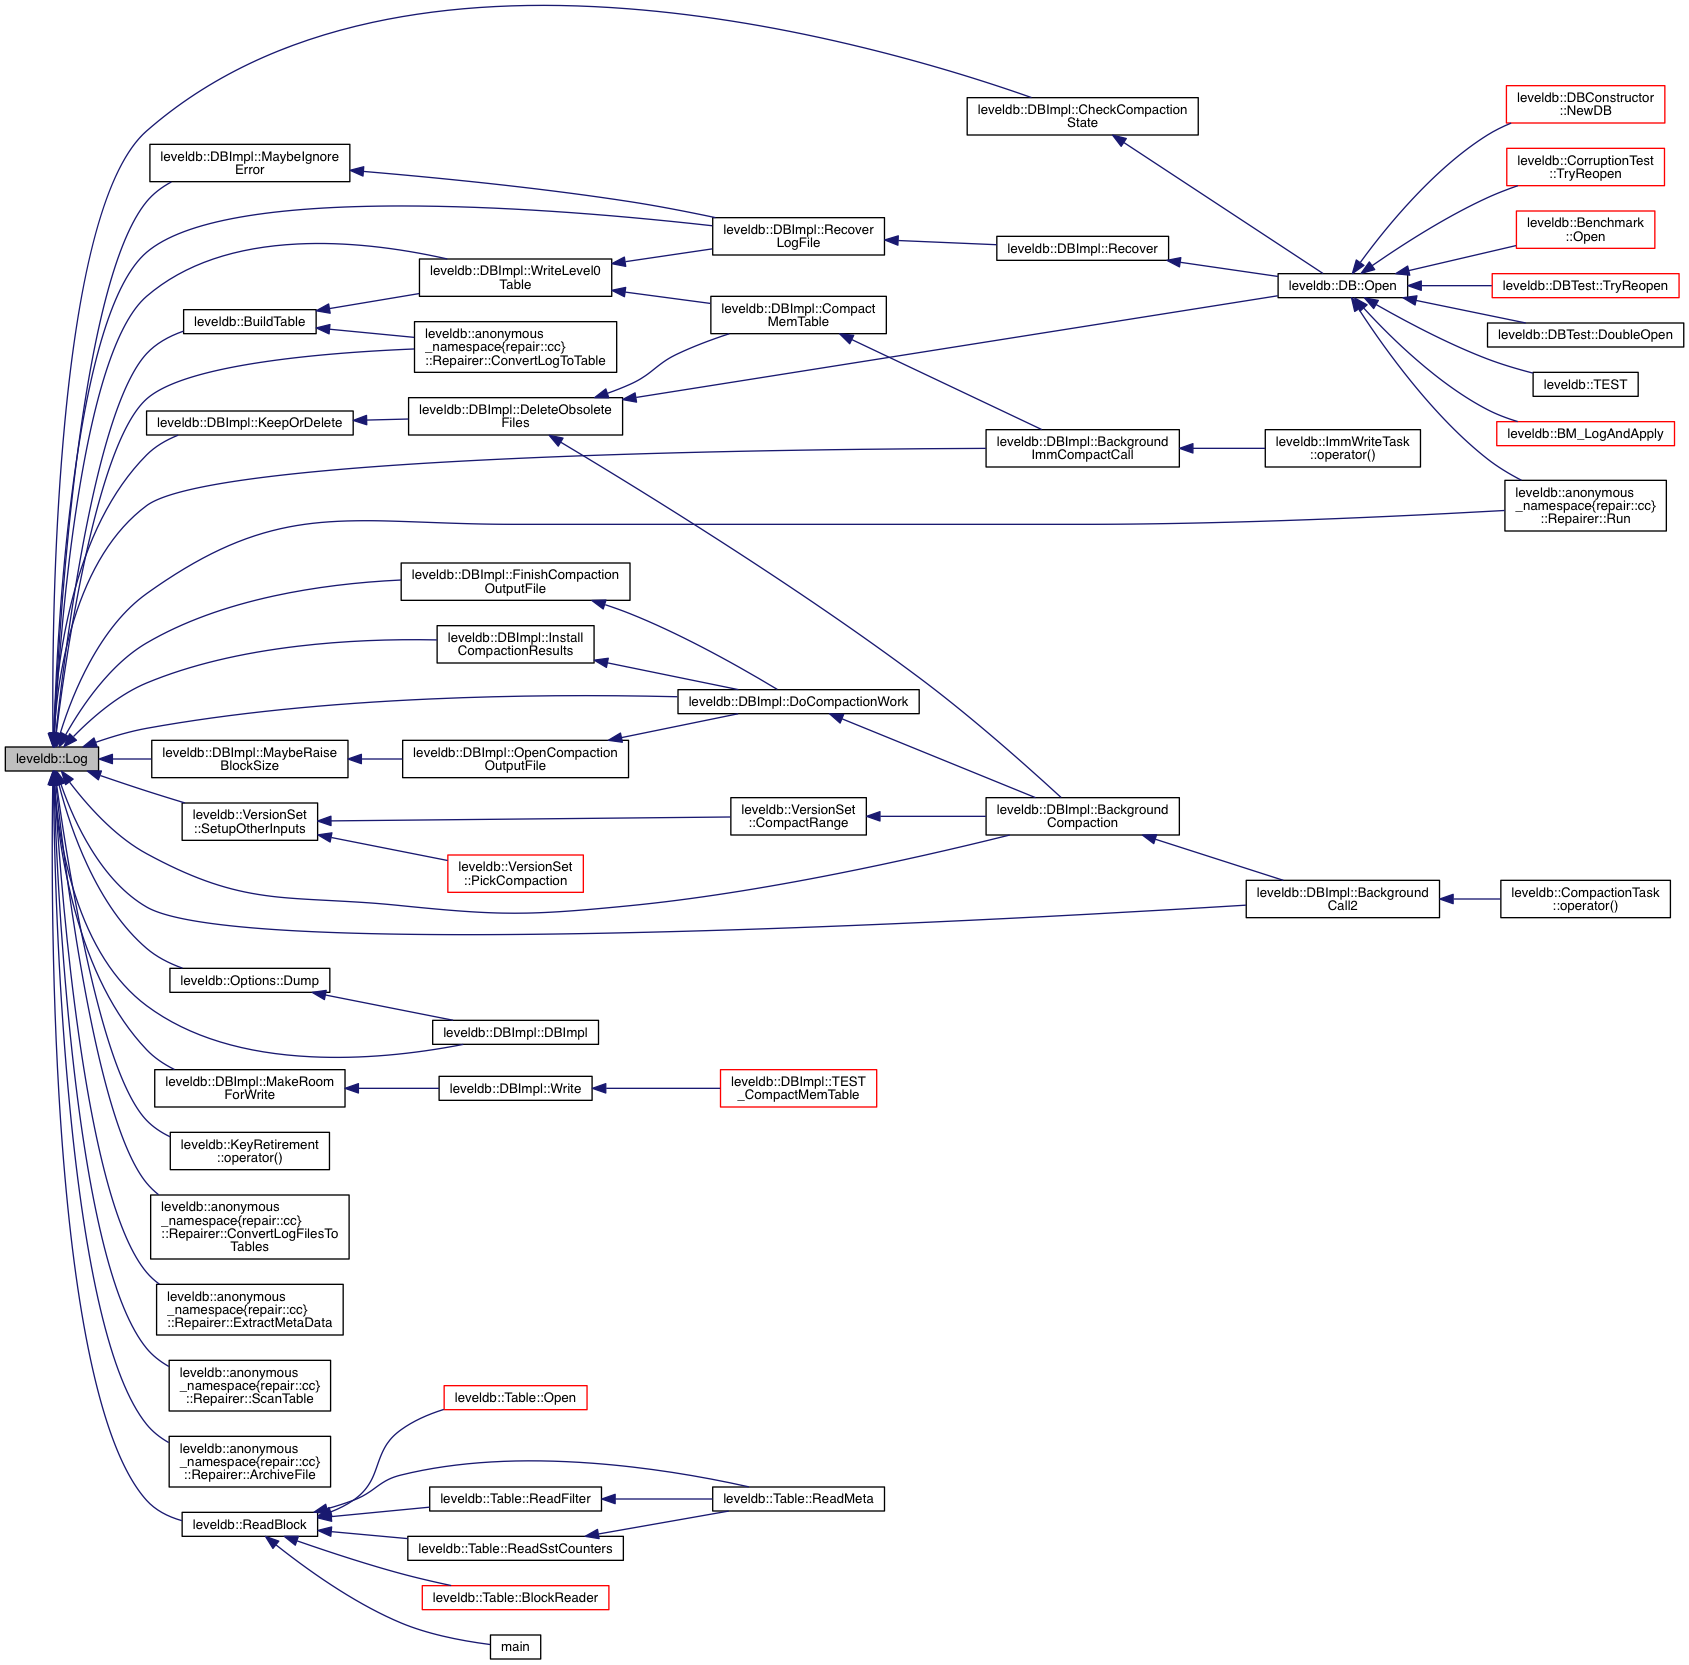 leveldb::Log
leveldb::DBImpl::CheckCompaction
State
leveldb::DBImpl::MaybeIgnore
Error
leveldb::DBImpl::Recover
LogFile
leveldb::DBImpl::Recover
leveldb::DBImpl::WriteLevel0
Table
leveldb::BuildTable
leveldb::anonymous
_namespace{repair::cc}
::Repairer::ConvertLogToTable
leveldb::DBImpl::Compact
MemTable
leveldb::DB::Open
leveldb::DBConstructor
::NewDB
leveldb::CorruptionTest
::TryReopen
leveldb::Benchmark
::Open
leveldb::DBTest::TryReopen
leveldb::DBTest::DoubleOpen
leveldb::TEST
leveldb::BM_LogAndApply
leveldb::anonymous
_namespace{repair::cc}
::Repairer::Run
leveldb::DBImpl::KeepOrDelete
leveldb::DBImpl::DeleteObsolete
Files
leveldb::DBImpl::Background
ImmCompactCall
leveldb::ImmWriteTask
::operator()
leveldb::DBImpl::FinishCompaction
OutputFile
leveldb::DBImpl::Install
CompactionResults
leveldb::DBImpl::DoCompactionWork
leveldb::DBImpl::MaybeRaise
BlockSize
leveldb::DBImpl::OpenCompaction
OutputFile
leveldb::VersionSet
::SetupOtherInputs
leveldb::VersionSet
::CompactRange
leveldb::VersionSet
::PickCompaction
leveldb::DBImpl::Background
Compaction
leveldb::DBImpl::Background
Call2
leveldb::CompactionTask
::operator()
leveldb::Options::Dump
leveldb::DBImpl::DBImpl
leveldb::DBImpl::MakeRoom
ForWrite
leveldb::DBImpl::Write
leveldb::DBImpl::TEST
_CompactMemTable
leveldb::KeyRetirement
::operator()
leveldb::anonymous
_namespace{repair::cc}
::Repairer::ConvertLogFilesTo
Tables
leveldb::anonymous
_namespace{repair::cc}
::Repairer::ExtractMetaData
leveldb::anonymous
_namespace{repair::cc}
::Repairer::ScanTable
leveldb::anonymous
_namespace{repair::cc}
::Repairer::ArchiveFile
leveldb::ReadBlock
leveldb::Table::Open
leveldb::Table::ReadFilter
leveldb::Table::ReadMeta
leveldb::Table::ReadSstCounters
leveldb::Table::BlockReader
main